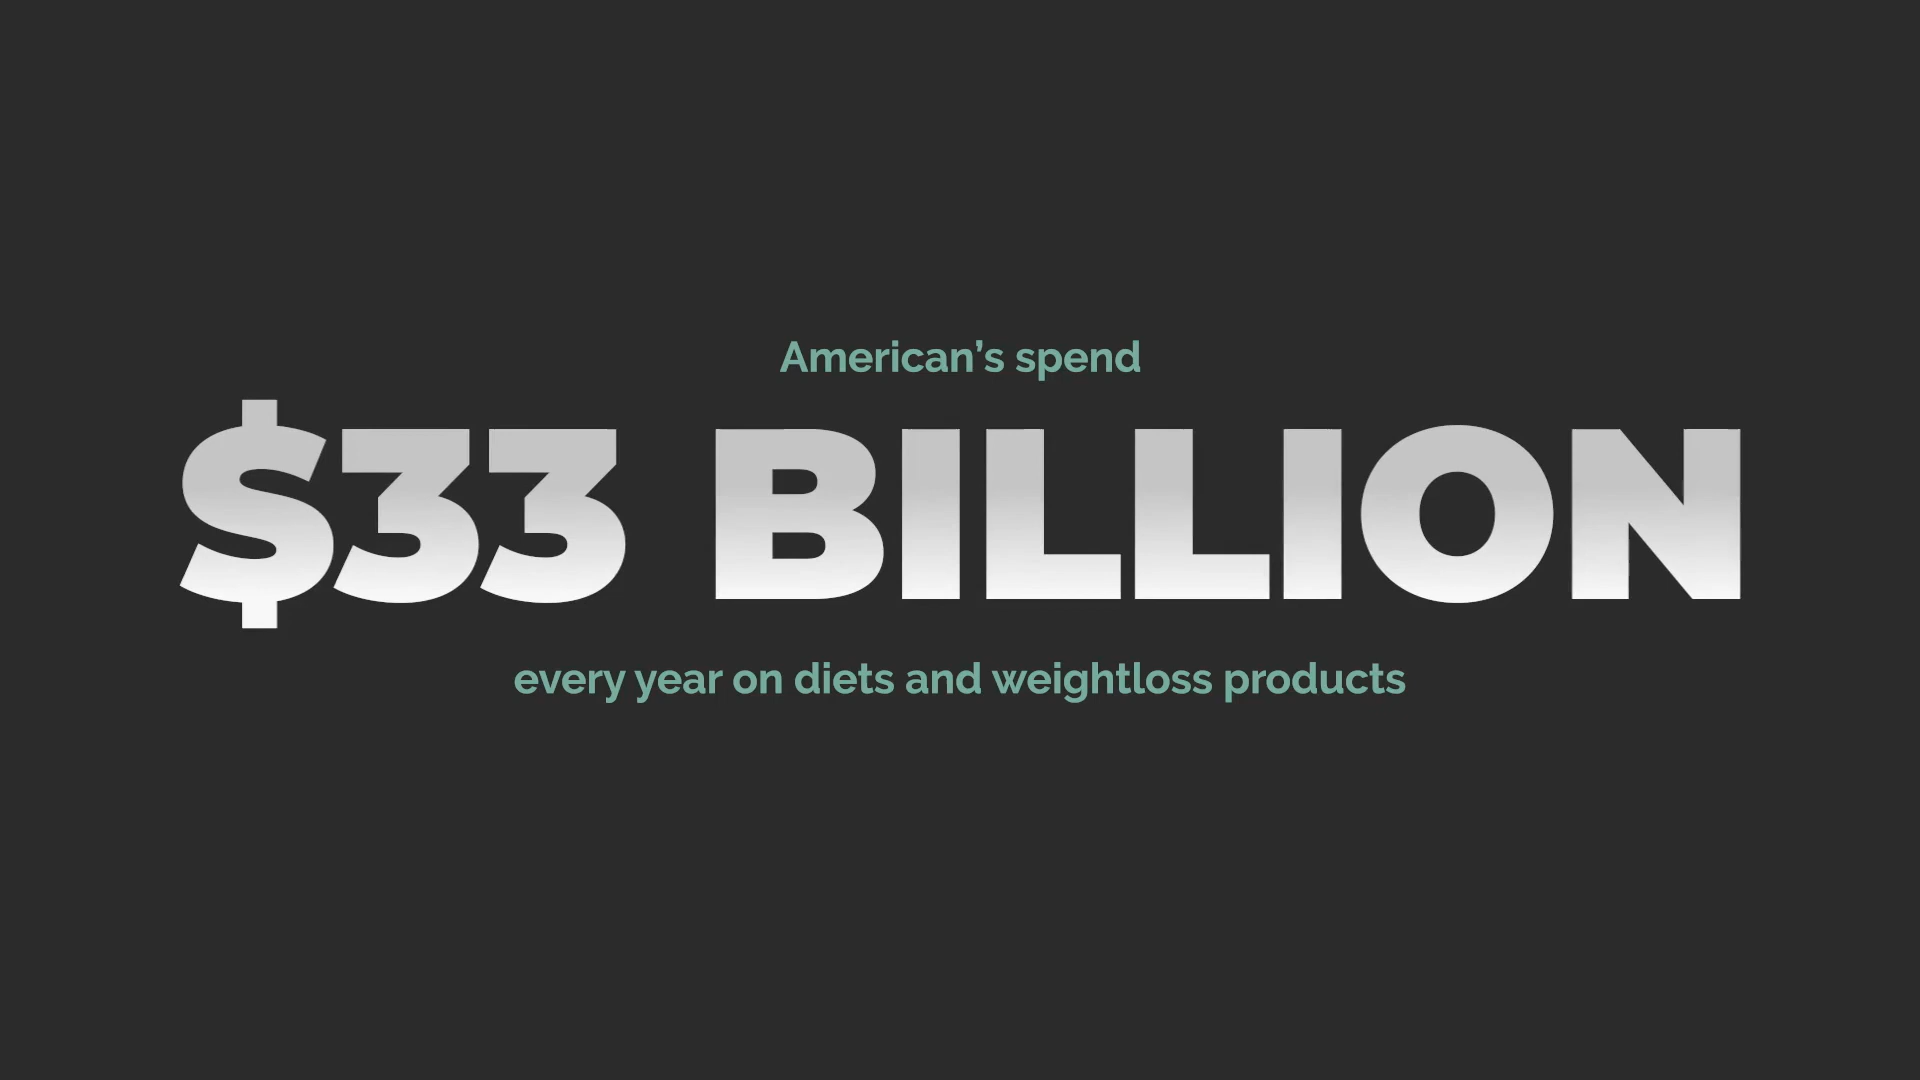 American’s spend
$33 BILLION
every year on diets and weightloss products